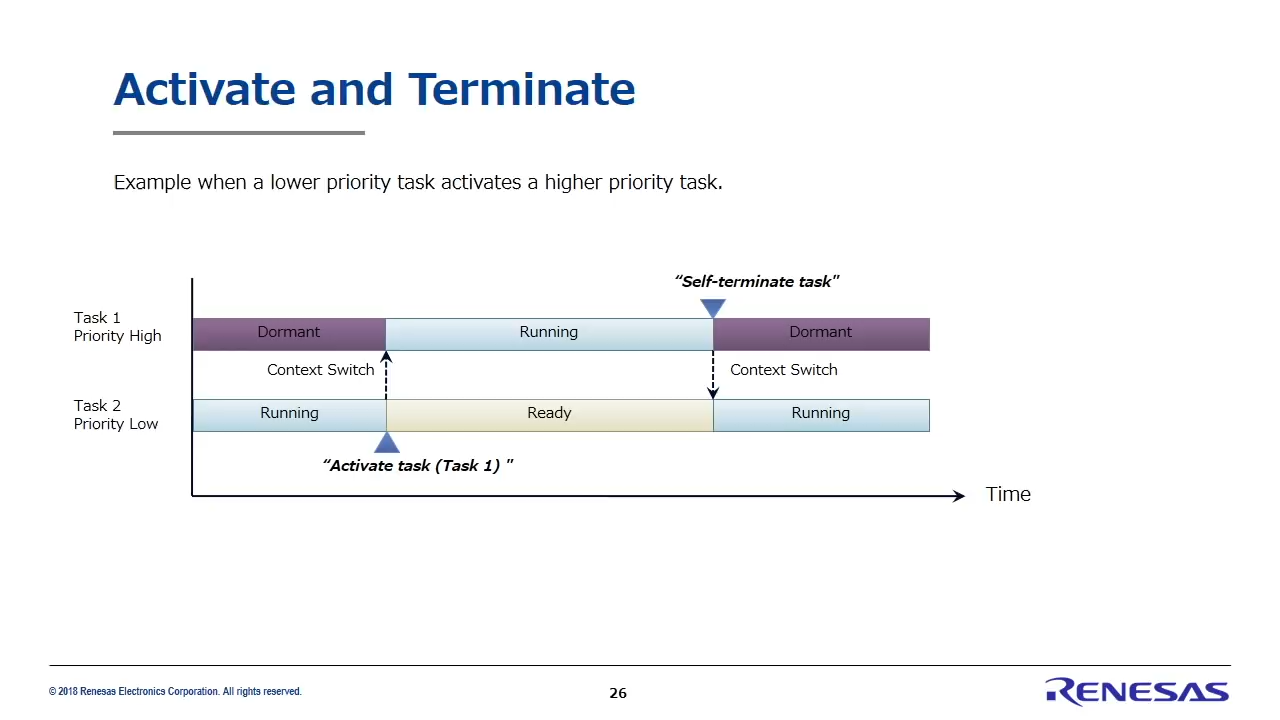 Activate and Terminate
Example when a lower priority task activates a higher priority task.
“Self-terminate task"
Task 1
Priority High
Dormant
Running
Dormant
Context Switch
Context Switch
Task 2
Priority Low
Running
Ready
Running
“Activate task (Task 1) "
Time
© 2018 Renesas Electronics Corporation. All rights reserved.
26
RENESAS